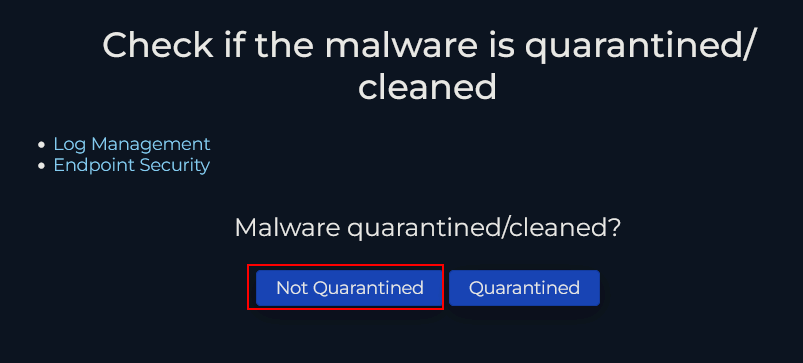 Check if the malware is quarantined/
cleaned
Log Management
Endpoint Security
Malware quarantined/cleaned?
Not Quarantined
Quarantined